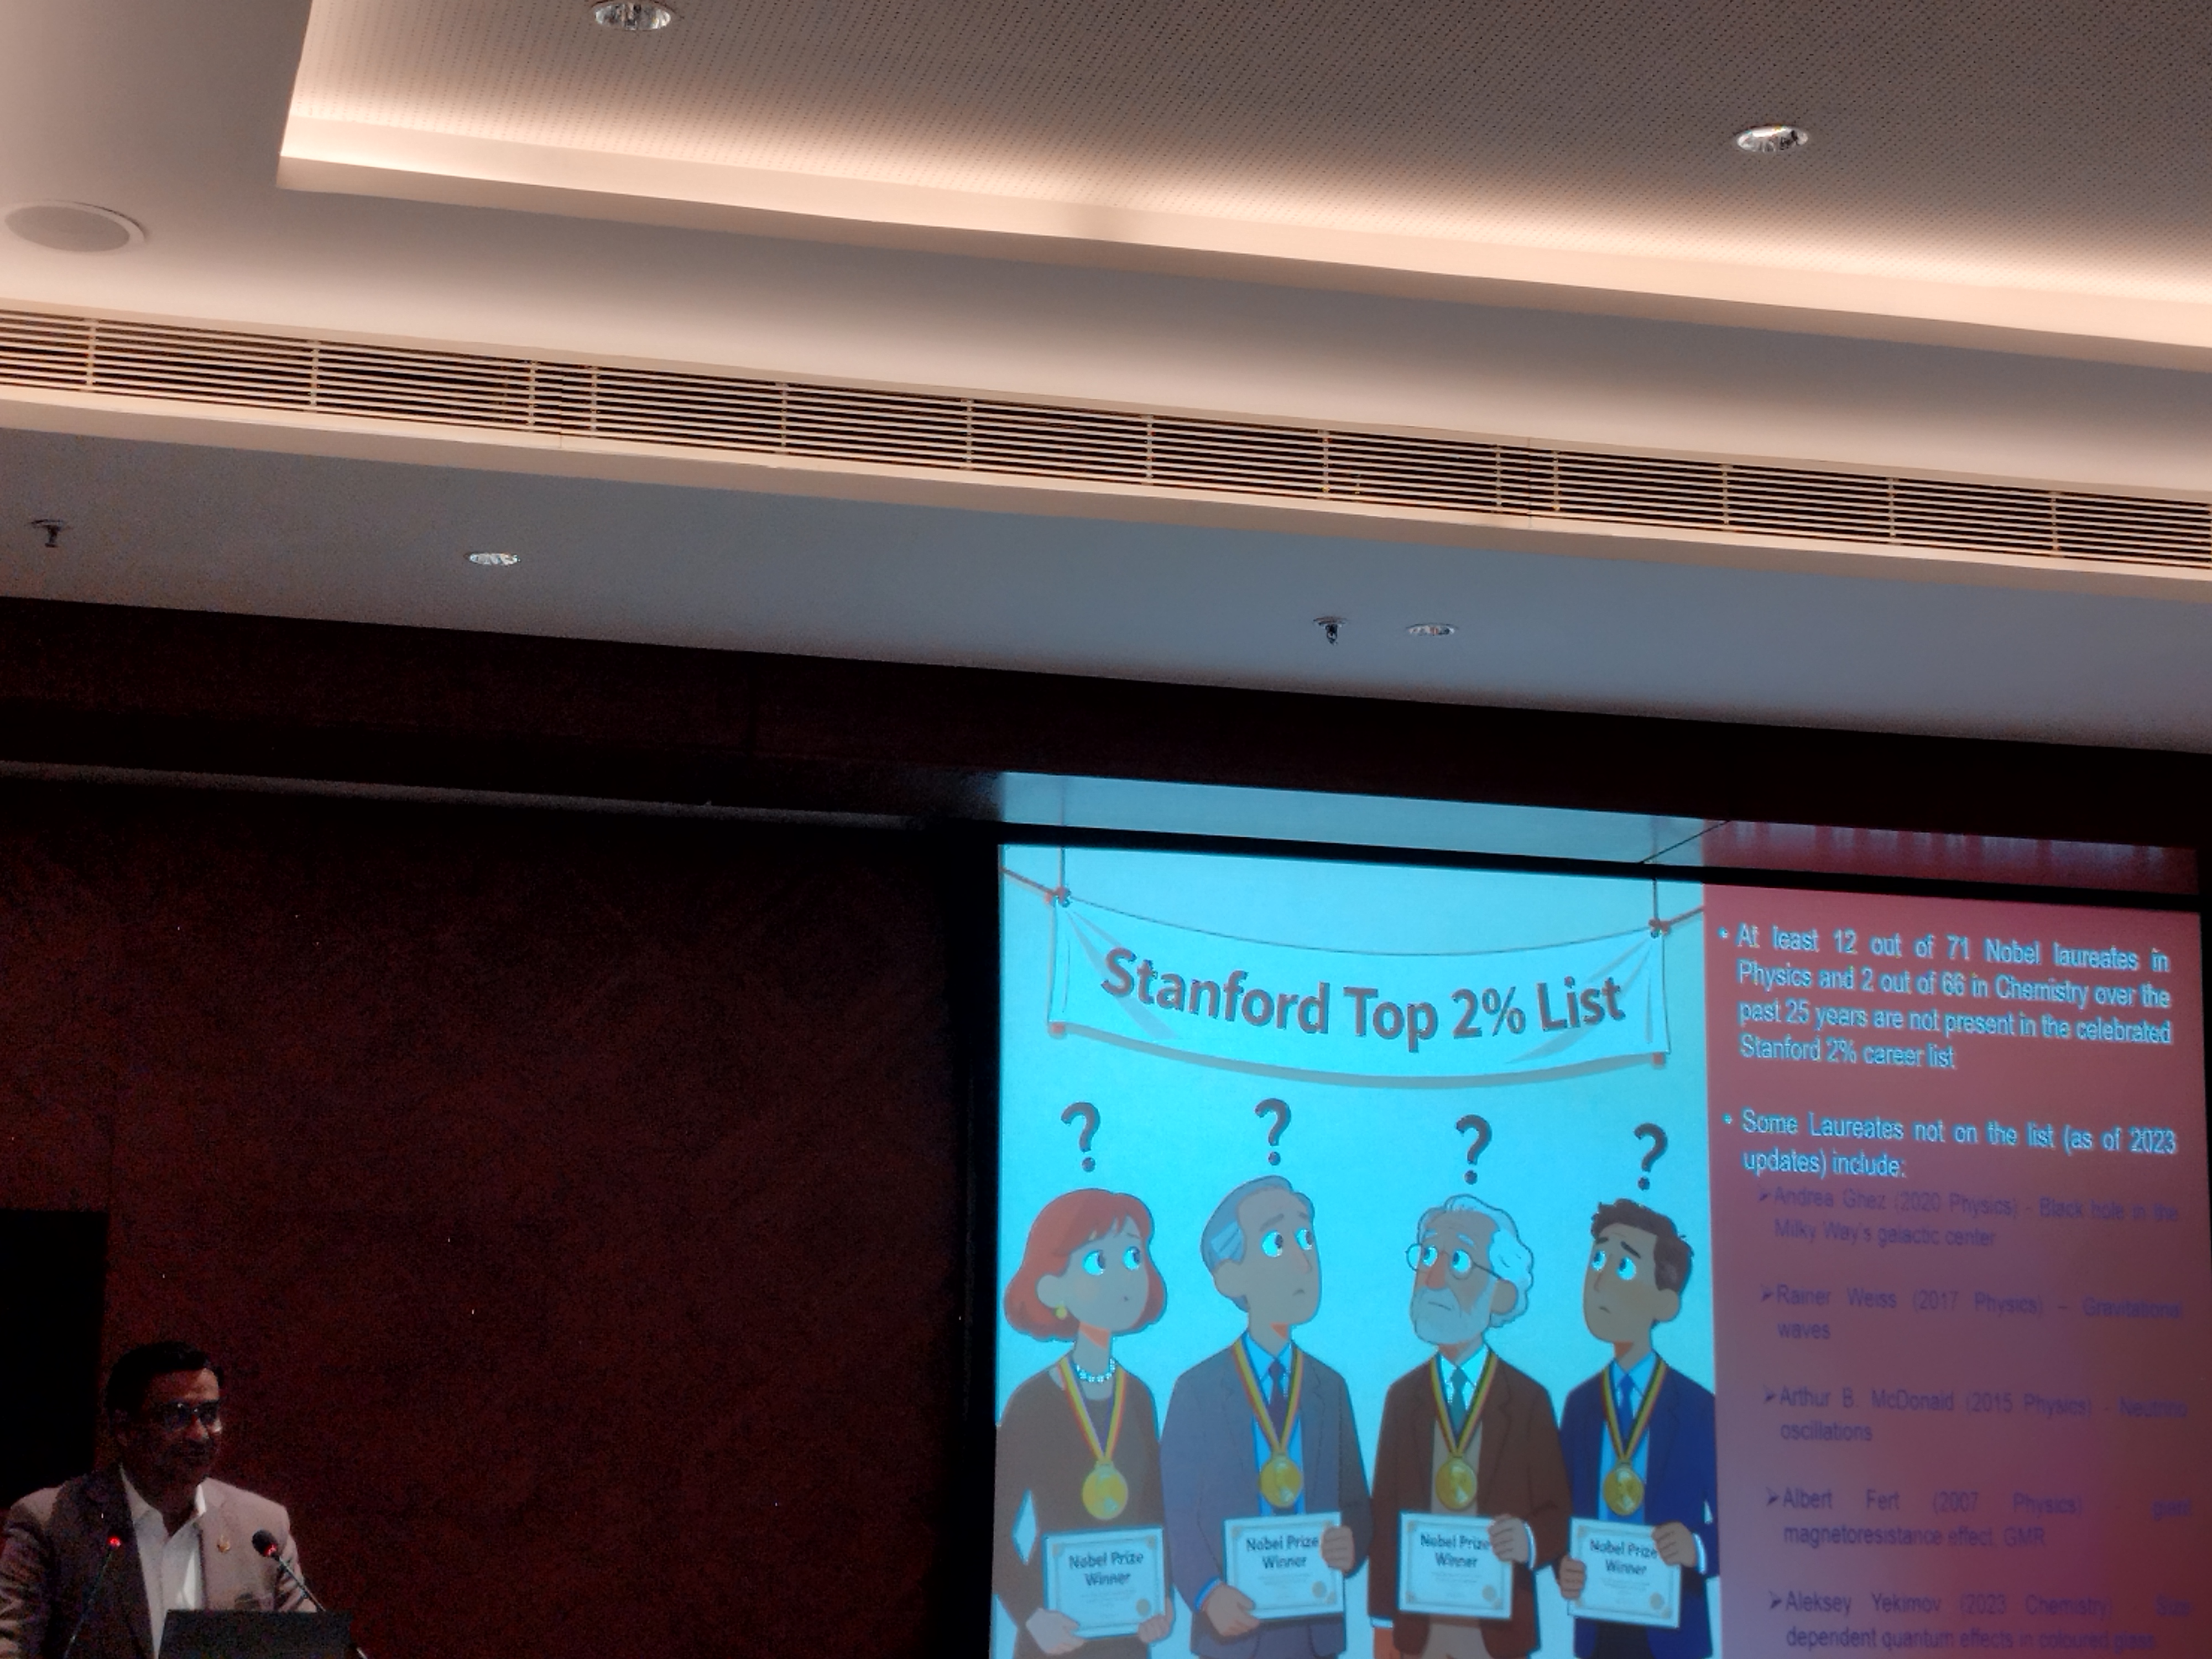 Stanford Top 2% List
?
?
?
?
Nobel Prize
Winner
Nobel Prize
Winner
Nobel Prize
Winner
Nobel Prize
Winner
• At least 12 out of 71 Nobel laureates in
Physics and 2 out of 66 in Chemistry over the
past 25 years are not present in the celebrated
Stanford 2% career list
• Some Laureates not on the list (as of 2023
updates) include:
➢Andrea Ghez (2020 Physics) - Black hole in the
Milky Way's galactic center
➢Rainer Weiss (2017 Physics) – Gravitational
waves
➢Arthur B. McDonald (2015 Physics) - Neutrino
oscillations
➢Albert Fert (2007 Physics) - giant
magnetoresistance effect, GMR
➢Aleksey Yekimov (2023 Chemistry) - Size
dependent quantum effects in coloured glass